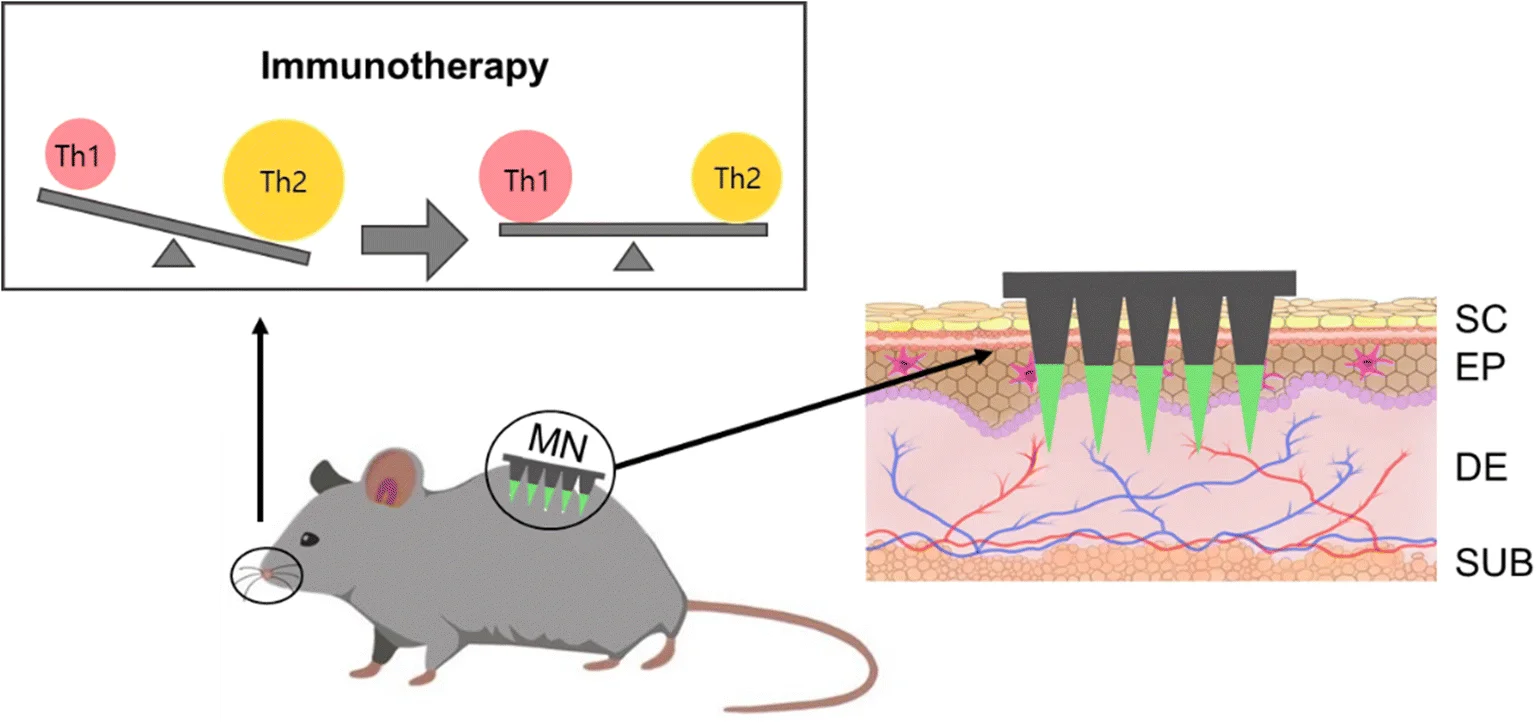 Immunotherapy
Th1
Th2
Th1
Th2
MN
SC
EP
DE
SUB